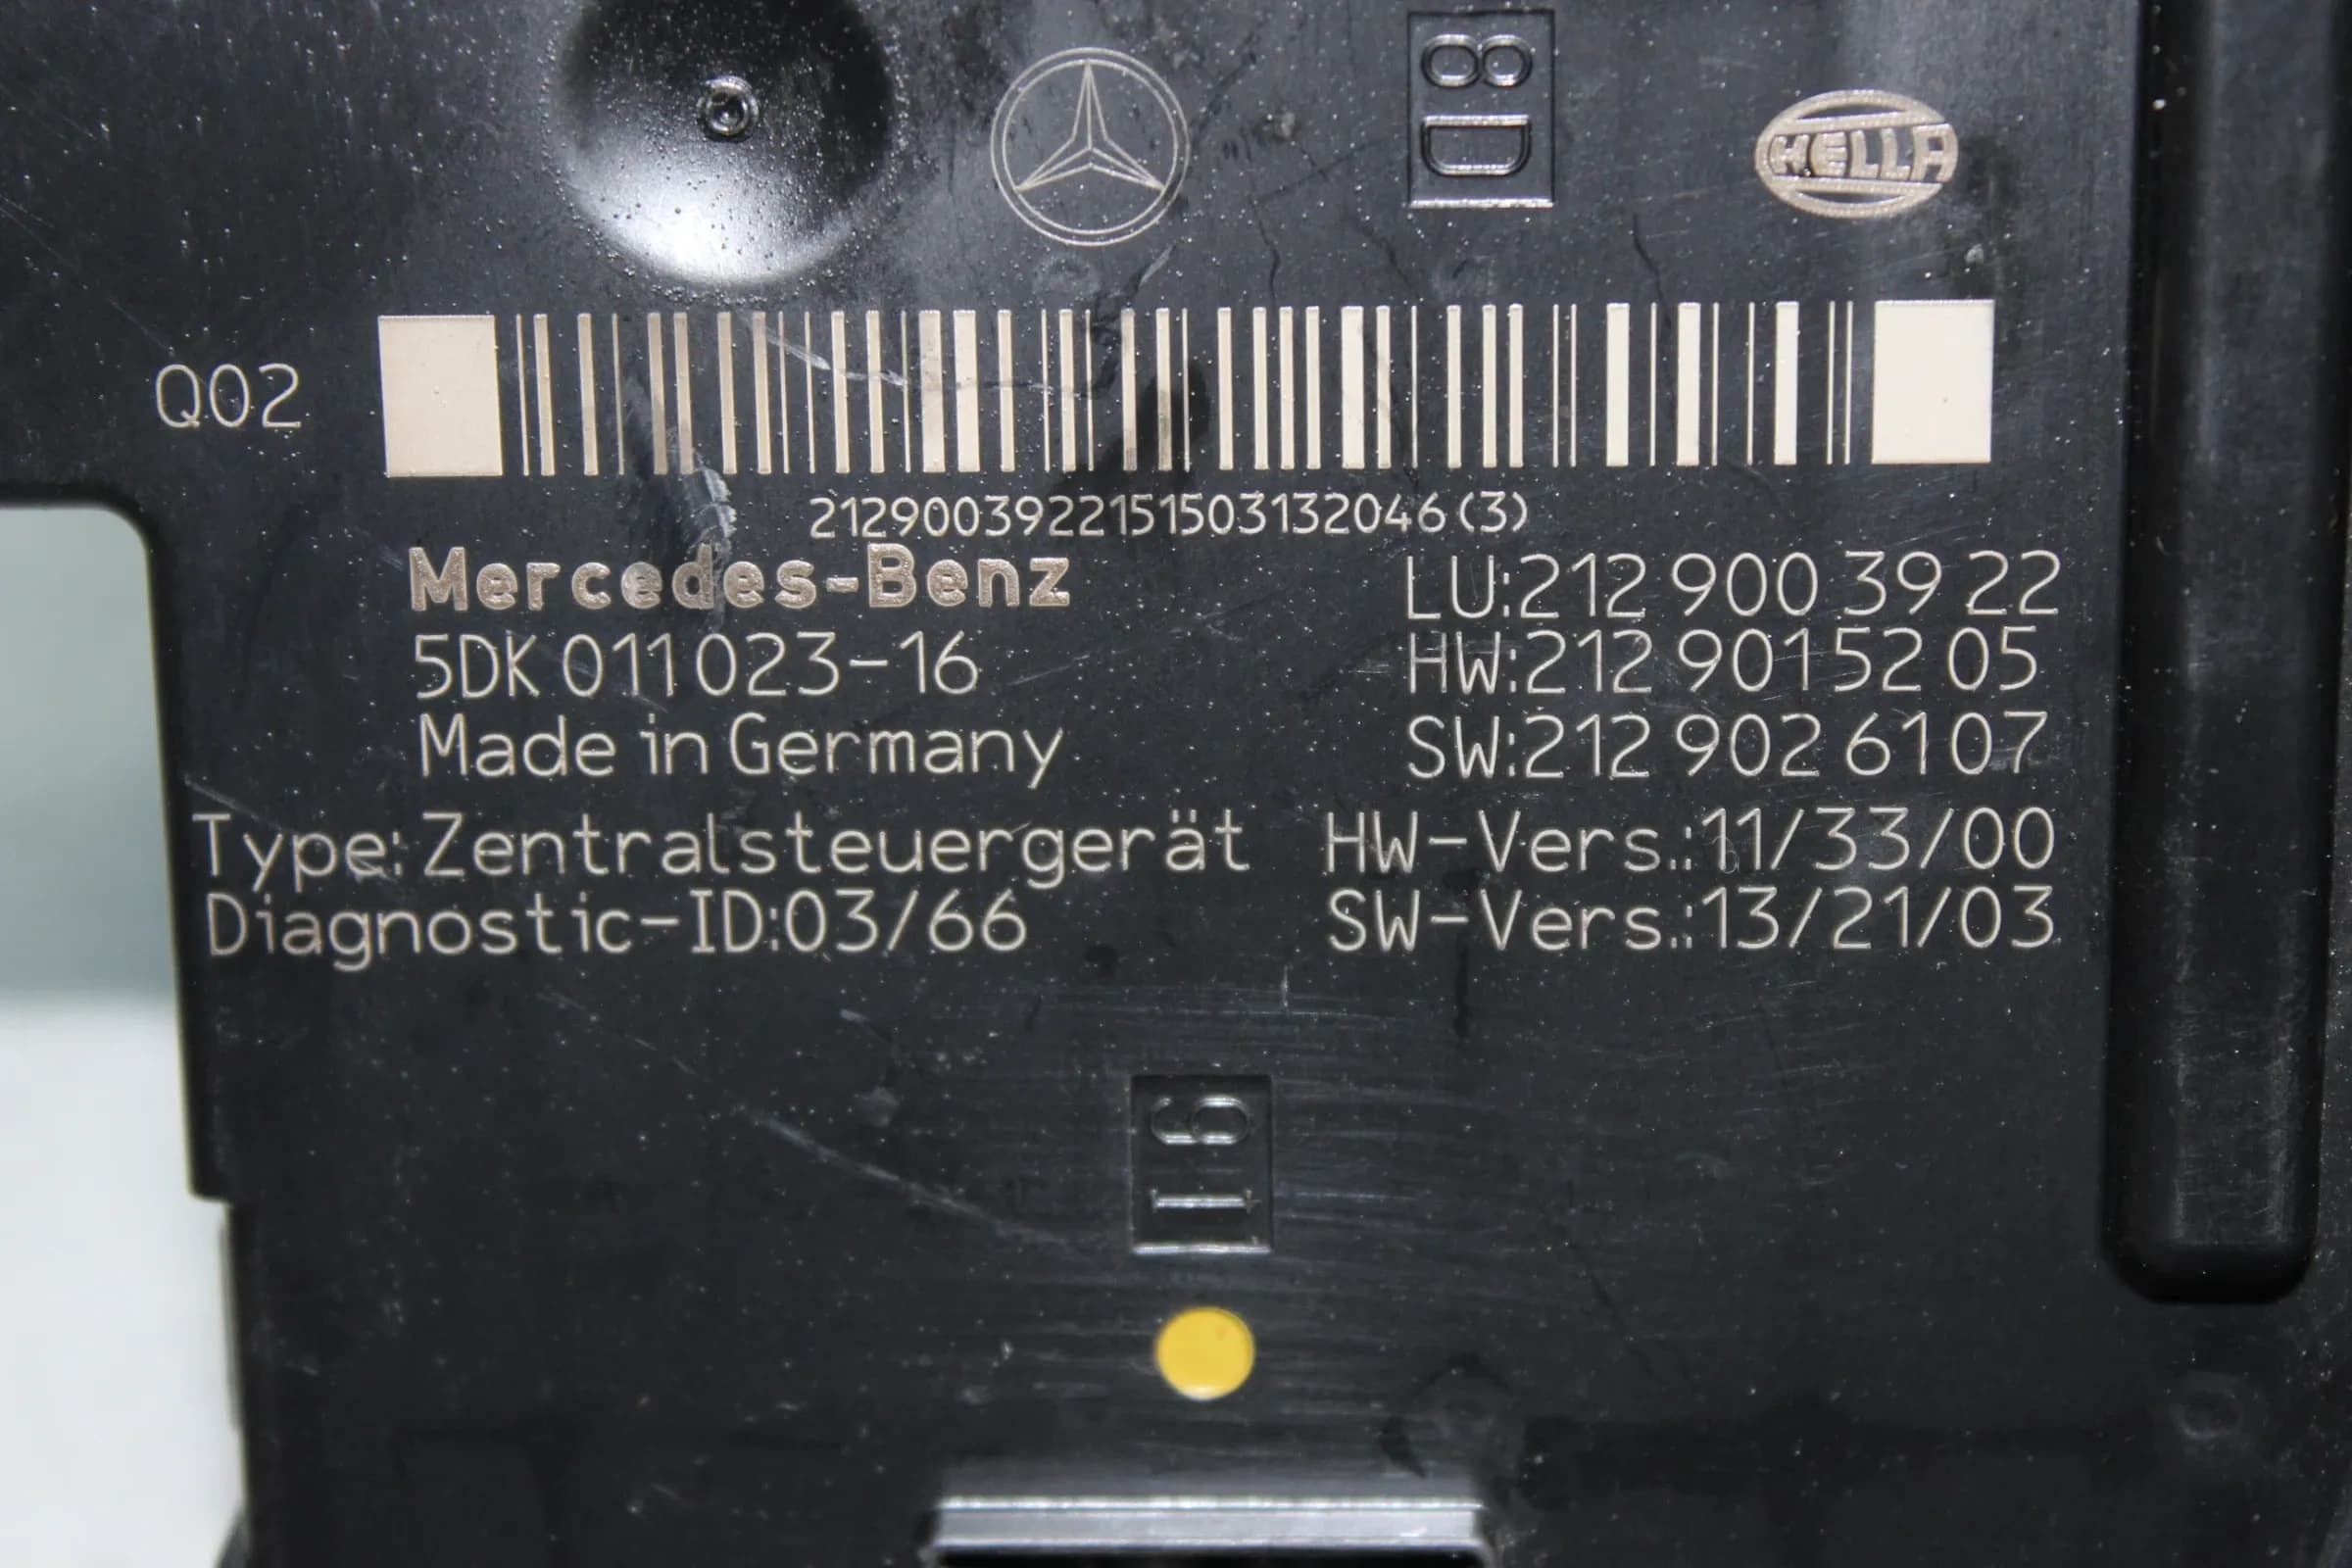 8D
HELLA
Q02
2129003922151503132046(3)
Mercedes-Benz
LU:212 900 39 22
5DK 011 023-16
HW:212 901 52 05
Made in Germany
SW:212 902 61 07
Type: Zentralsteuergerät
HW-Vers.:11/33/00
Diagnostic-ID:03/66
SW-Vers.:13/21/03
16